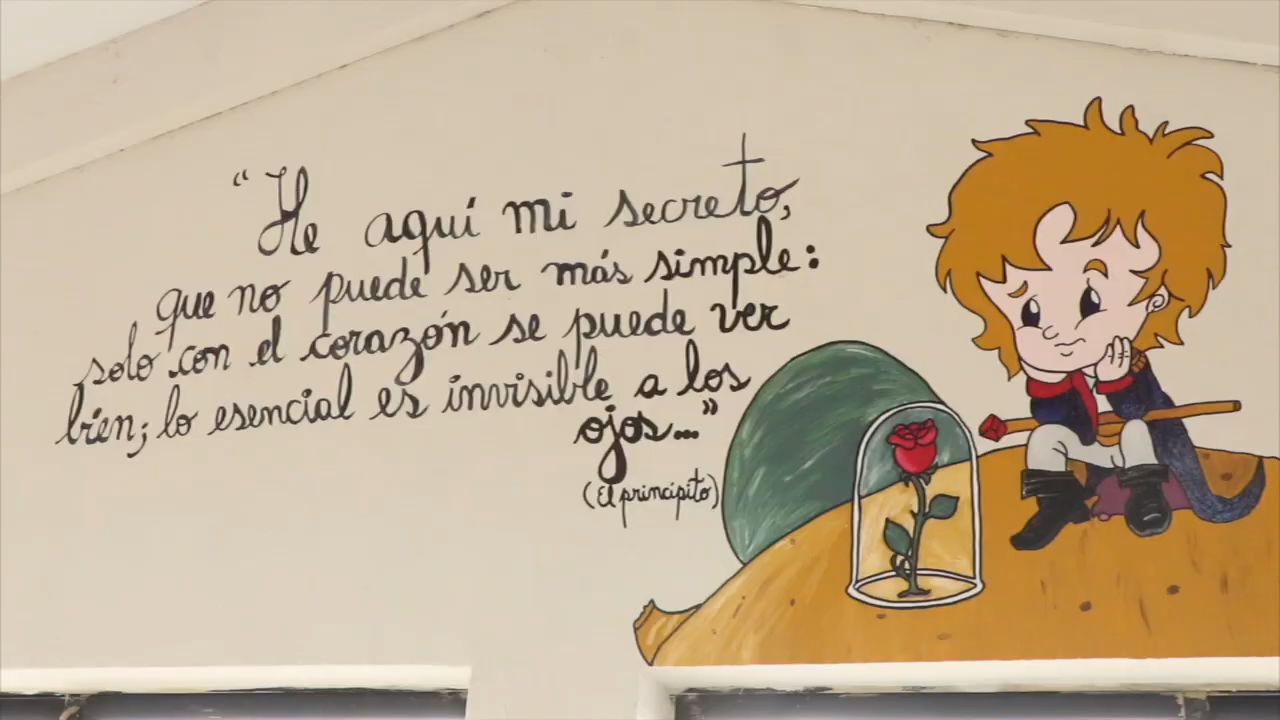 “He aquí mi secreto,
que no puede ser más simple:
solo con el corazón se puede ver
bien; lo esencial es invisible a los
ojos...”
(El principito)